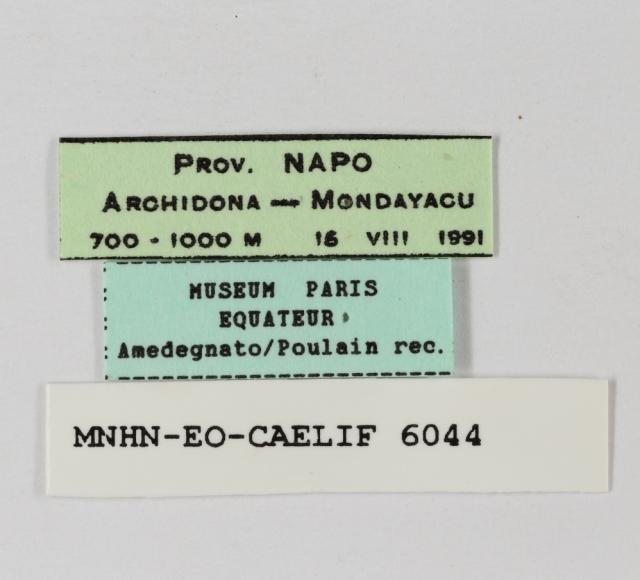 PROV. NAPO
ARCHIDONA — MONDAYACU
700 - 1000 M 16 VIII 1991
MUSEUM PARIS
EQUATEUR
Amedegnato/Poulain rec.
MNHN-EO-CAELIF 6044